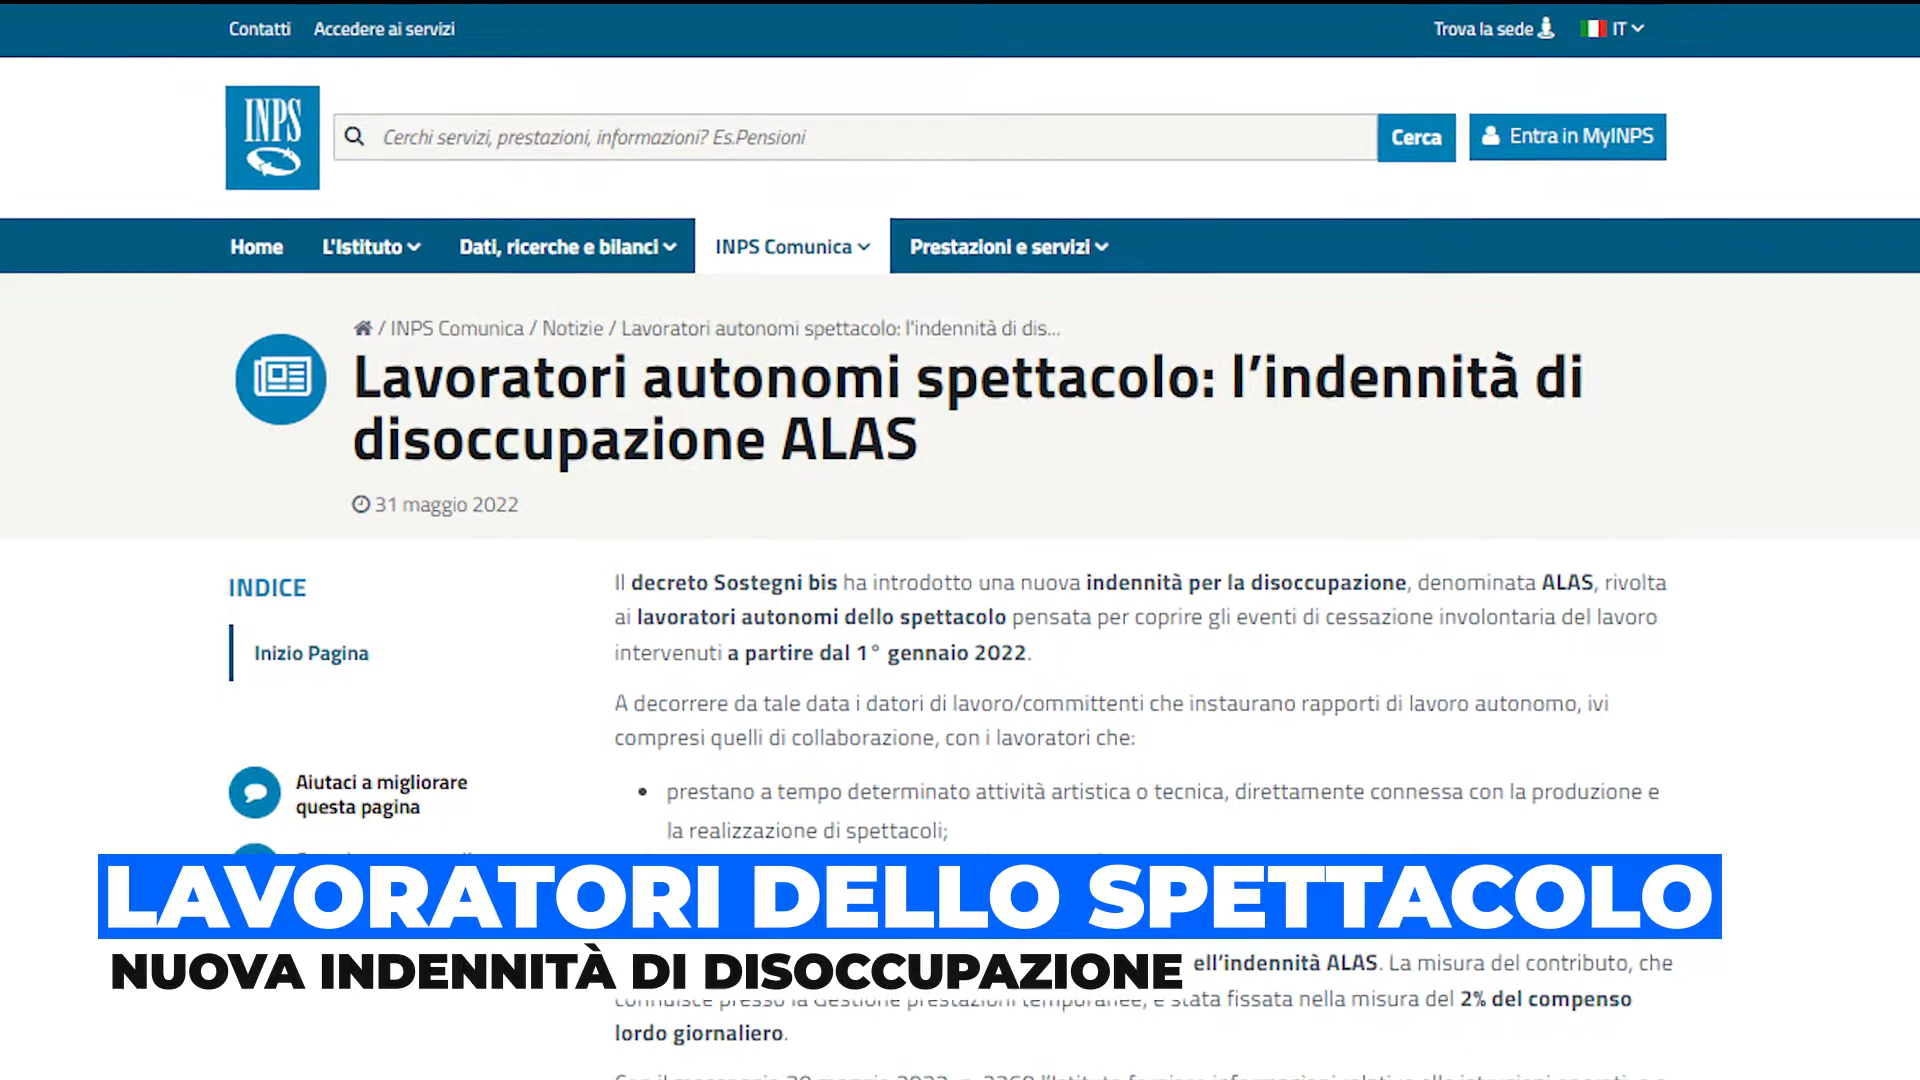 Contatti Accedere ai servizi Trova la sede IT
INPS
Cerchi servizi, prestazioni, informazioni? Es.Pensioni
Cerca
Entra in MyINPS
Home L'Istituto Dati, ricerche e bilanci INPS Comunica Prestazioni e servizi
/ INPS Comunica / Notizie / Lavoratori autonomi spettacolo: l'indennità di dis...
Lavoratori autonomi spettacolo: l’indennità di
disoccupazione ALAS
31 maggio 2022
INDICE
Inizio Pagina
Aiutaci a migliorare
questa pagina
Il decreto Sostegni bis ha introdotto una nuova indennità per la disoccupazione, denominata ALAS, rivolta
ai lavoratori autonomi dello spettacolo pensata per coprire gli eventi di cessazione involontaria del lavoro
intervenuti a partire dal 1° gennaio 2022.
A decorrere da tale data i datori di lavoro/committenti che instaurano rapporti di lavoro autonomo, ivi
compresi quelli di collaborazione, con i lavoratori che:
• prestano a tempo determinato attività artistica o tecnica, direttamente connessa con la produzione e
la realizzazione di spettacoli;
LAVORATORI DELLO SPETTACOLO
NUOVA INDENNITÀ DI DISOCCUPAZIONE
ell’indennità ALAS. La misura del contributo, che
confluisce presso la Gestione prestazioni temporanee, è stata fissata nella misura del 2% del compenso
lordo giornaliero.